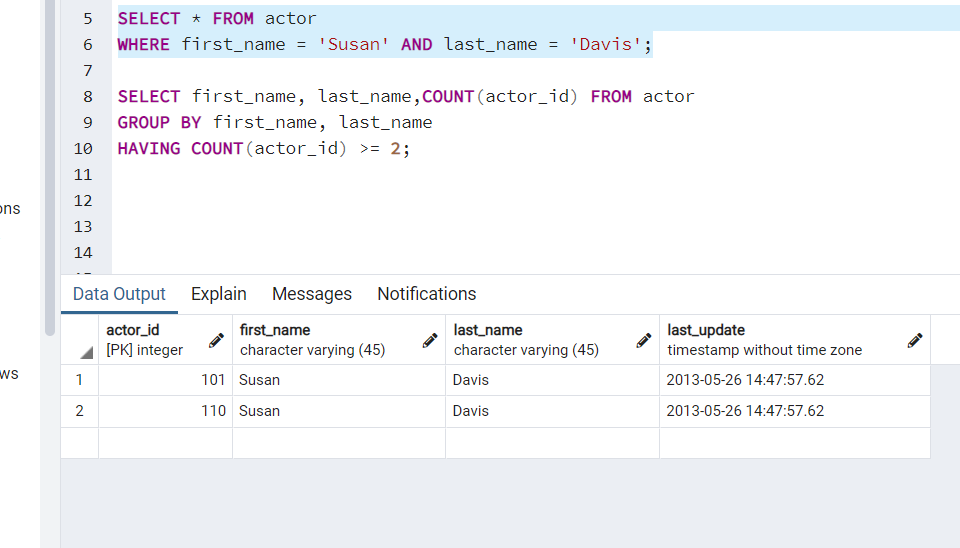 5 SELECT * FROM actor
6 WHERE first_name = 'Susan' AND last_name = 'Davis';
7
8 SELECT first_name, last_name,COUNT(actor_id) FROM actor
9 GROUP BY first_name, last_name
10 HAVING COUNT(actor_id) >= 2;
11
12
13
14
ons
ws
Data Output Explain Messages Notifications
actor_id first_name last_name last_update
[PK] integer character varying (45) character varying (45) timestamp without time zone
1 101 Susan Davis 2013-05-26 14:47:57.62
2 110 Susan Davis 2013-05-26 14:47:57.62